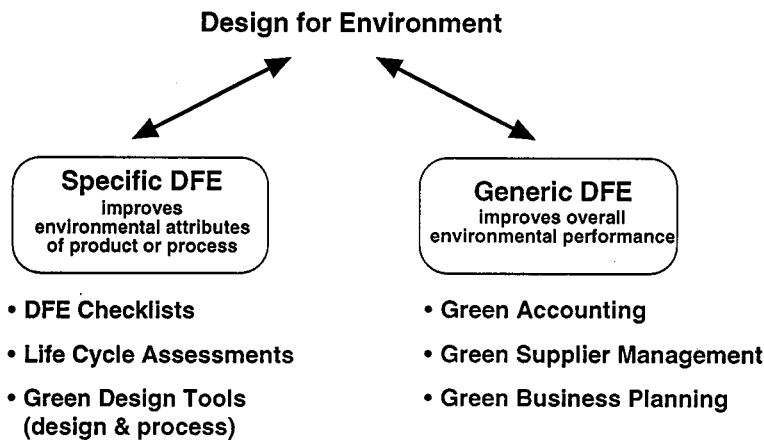 Design for Environment
Specific DFE
improves
environmental attributes
of product or process
• DFE Checklists
• Life Cycle Assessments
• Green Design Tools
(design & process)
Generic DFE
improves overall
environmental performance
• Green Accounting
• Green Supplier Management
• Green Business Planning